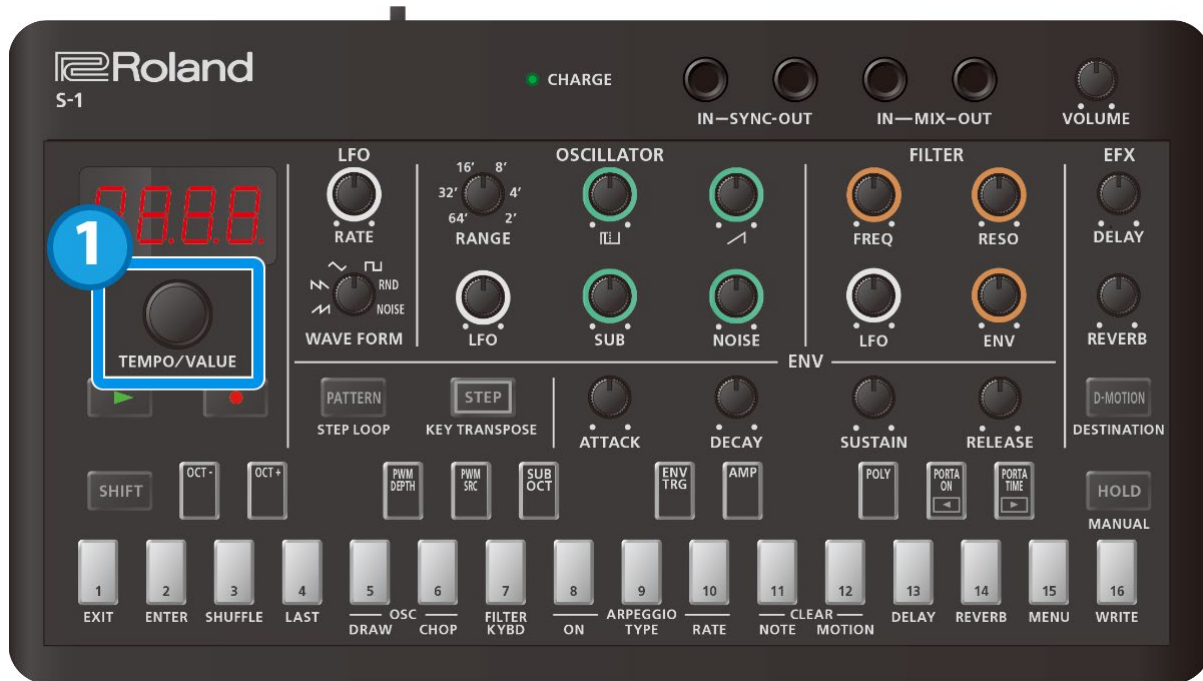 Roland
S-1
CHARGE
IN—SYNC-OUT
IN—MIX—OUT
VOLUME
LFO
OSCILLATOR
FILTER
EFX
8.8.8.8.
1
RATE
64' 32' 16' 8' 4' 2'
RANGE
FREQ
RESO
DELAY
TEMPO/VALUE
RND
NOISE
WAVE FORM
LFO
SUB
NOISE
LFO
ENV
REVERB
ENV
PATTERN
STEP LOOP
STEP
KEY TRANSPOSE
ATTACK
DECAY
SUSTAIN
RELEASE
D-MOTION
DESTINATION
SHIFT
OCT -
OCT +
PWM
DEPTH
PWM
SRC
SUB
OCT
ENV
TRG
AMP
POLY
PORTA
ON
PORTA
TIME
HOLD
MANUAL
1 2 3 4 5 6 7 8 9 10 11 12 13 14 15 16
EXIT
ENTER
SHUFFLE
LAST
OSC
DRAW
CHOP
FILTER
KYBD
ARPEGGIO
ON
TYPE
RATE
CLEAR
NOTE
MOTION
DELAY
REVERB
MENU
WRITE